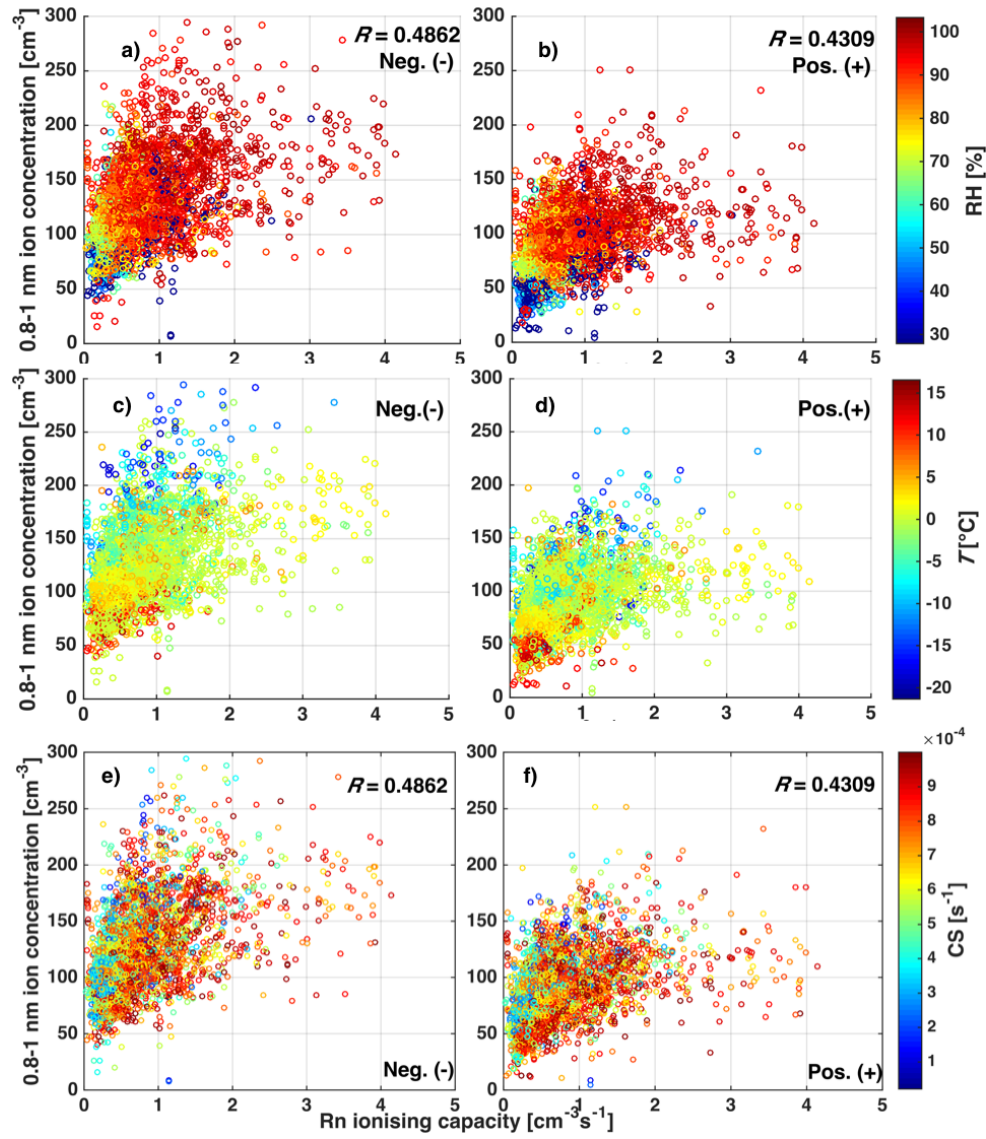 300
250
200
150
100
50
0
0.8-1 nm ion concentration [cm⁻³]
a)
R = 0.4862
Neg. (-)
0 1 2 3 4 5
300
250
200
150
100
50
0
b)
R = 0.4309
Pos. (+)
0 1 2 3 4 5
100
90
80
70
60
50
40
30
RH [%]
300
250
200
150
100
50
0
0.8-1 nm ion concentration [cm⁻³]
c)
Neg.(-)
0 1 2 3 4 5
300
250
200
150
100
50
0
d)
Pos.(+)
0 1 2 3 4 5
15
10
5
0
-5
-10
-15
-20
T[°C]
300
250
200
150
100
50
0
0.8-1 nm ion concentration [cm⁻³]
e)
R = 0.4862
Neg. (-)
0 1 2 3 4 5
300
250
200
150
100
50
0
f)
R = 0.4309
Pos. (+)
0 1 2 3 4 5
×10⁻⁴
9
8
7
6
5
4
3
2
1
CS [s⁻¹]
Rn ionising capacity [cm⁻³s⁻¹]